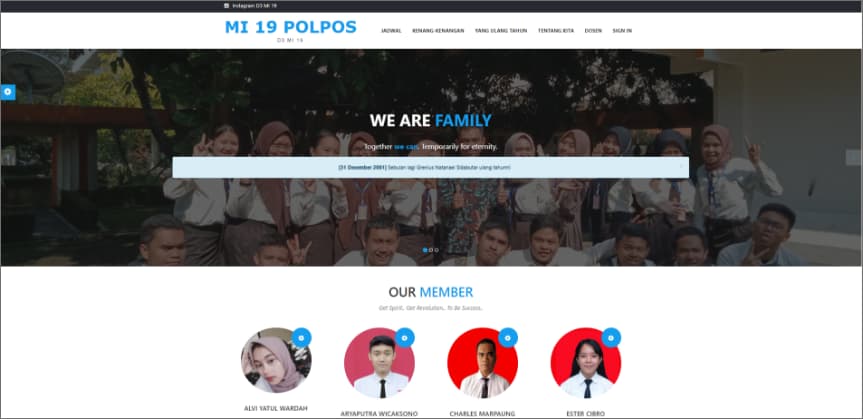 Instagram D3 MI 19
MI 19 POLPOS
D3 MI 19
JADWAL KENANG-KENANGAN YANG ULANG TAHUN TENTANG KITA DOSEN SIGN IN
WE ARE FAMILY
Together we can, Temporarily for eternity.
[31 Desember 2001] Sebulan lagi Grenius Natanael Sidabutar ulang tahun!!
OUR MEMBER
Get Spirit.. Get Revolution.. To Be Success..
ALVI YATUL WARDAH
ARYAPUTRA WICAKSONO
CHARLES MARPAUNG
ESTER CIBRO